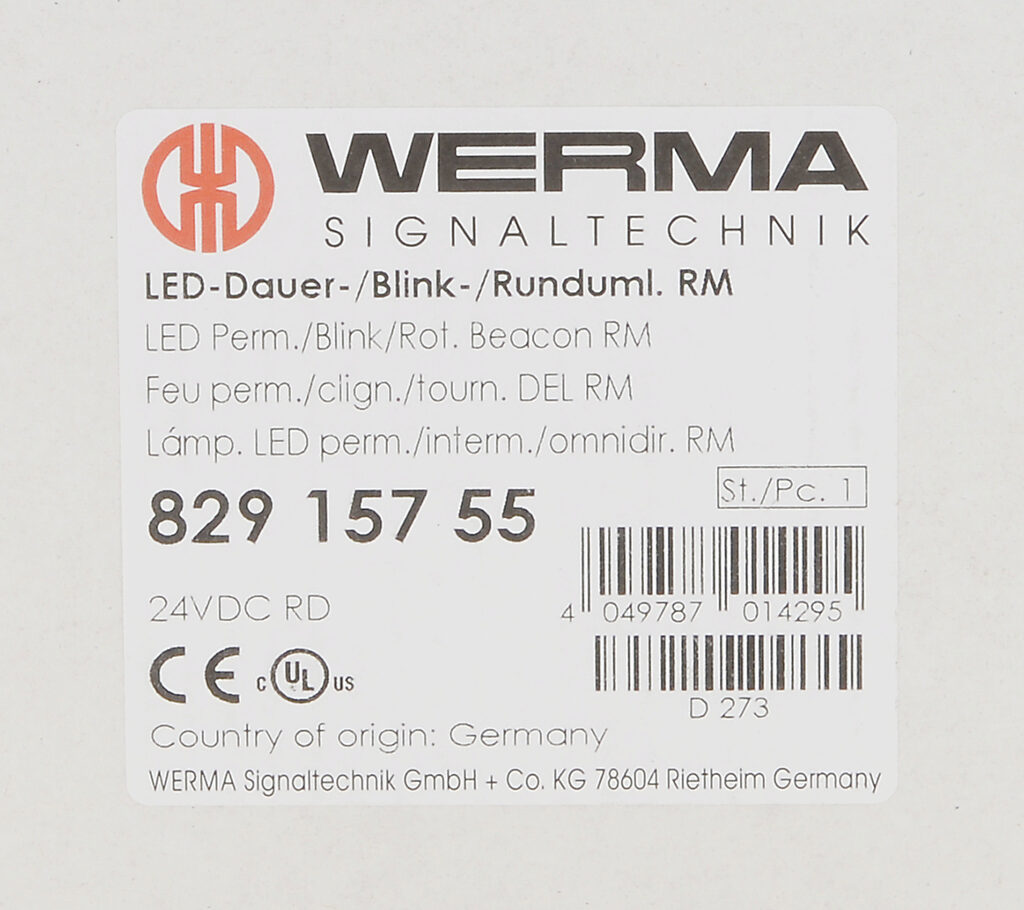 WERMA
SIGNALTECHNIK
LED-Dauer-/Blink-/Runduml. RM
LED Perm./Blink/Rot. Beacon RM
Feu perm./clign./tourn. DEL RM
Lámp. LED perm./interm./omnidir. RM
St./Pc. 1
829 157 55
24VDC RD
4 049787 014295
CE c UL US
D 273
Country of origin: Germany
WERMA Signaltechnik GmbH + Co. KG 78604 Rietheim Germany